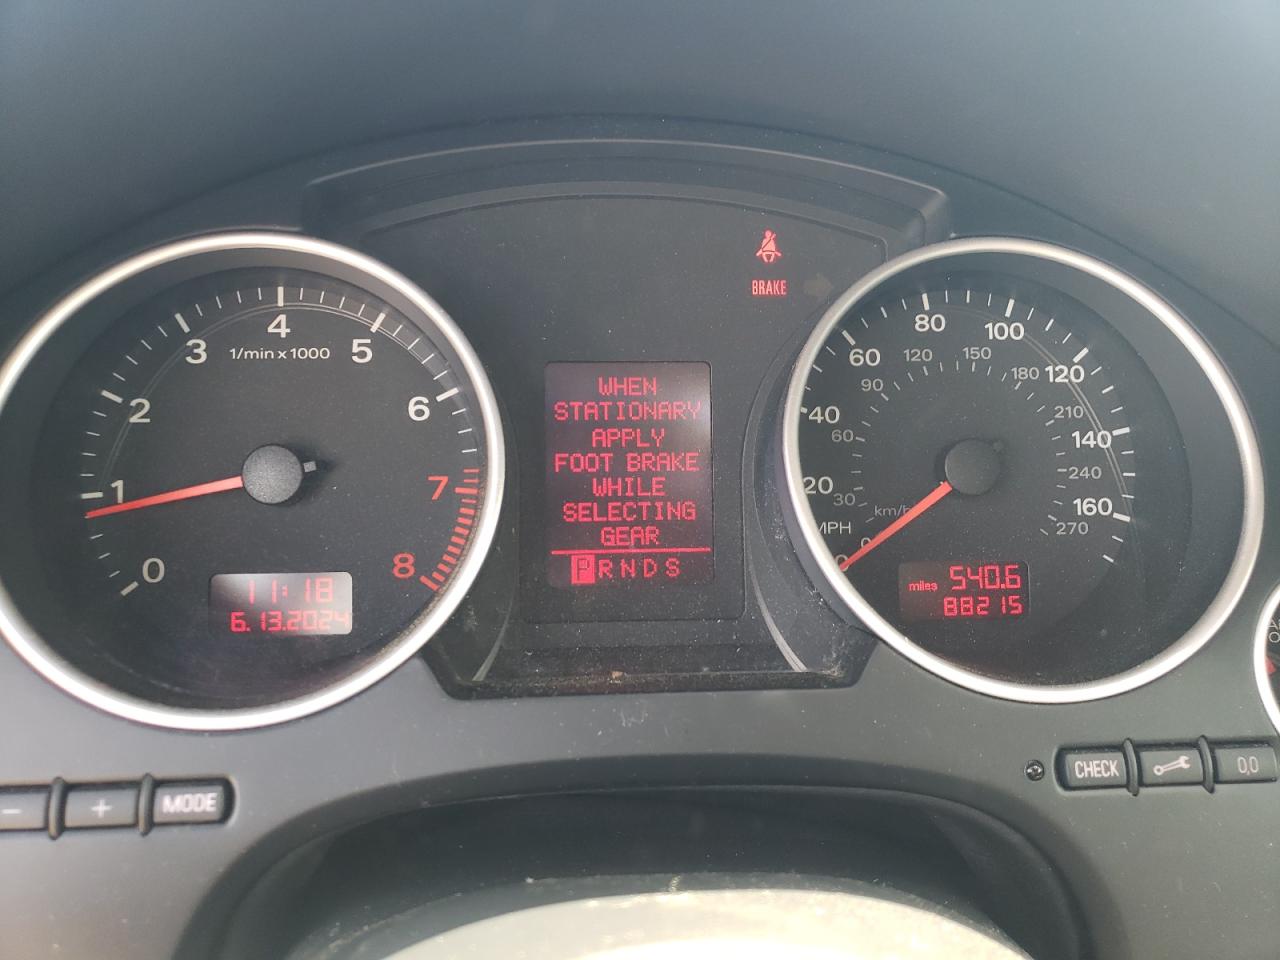 BRAKE
4
3
5
1/min x 1000
2
6
1
7
0
8
11:18
6.13.2024
WHEN
STATIONARY
APPLY
FOOT BRAKE
WHILE
SELECTING
GEAR
P R N D S
80
100
60
120
150
90
180
120
40
210
60
140
20
240
30
km/h
160
MPH
270
0
0
miles 540.6
88215
- + MODE
CHECK
0,0